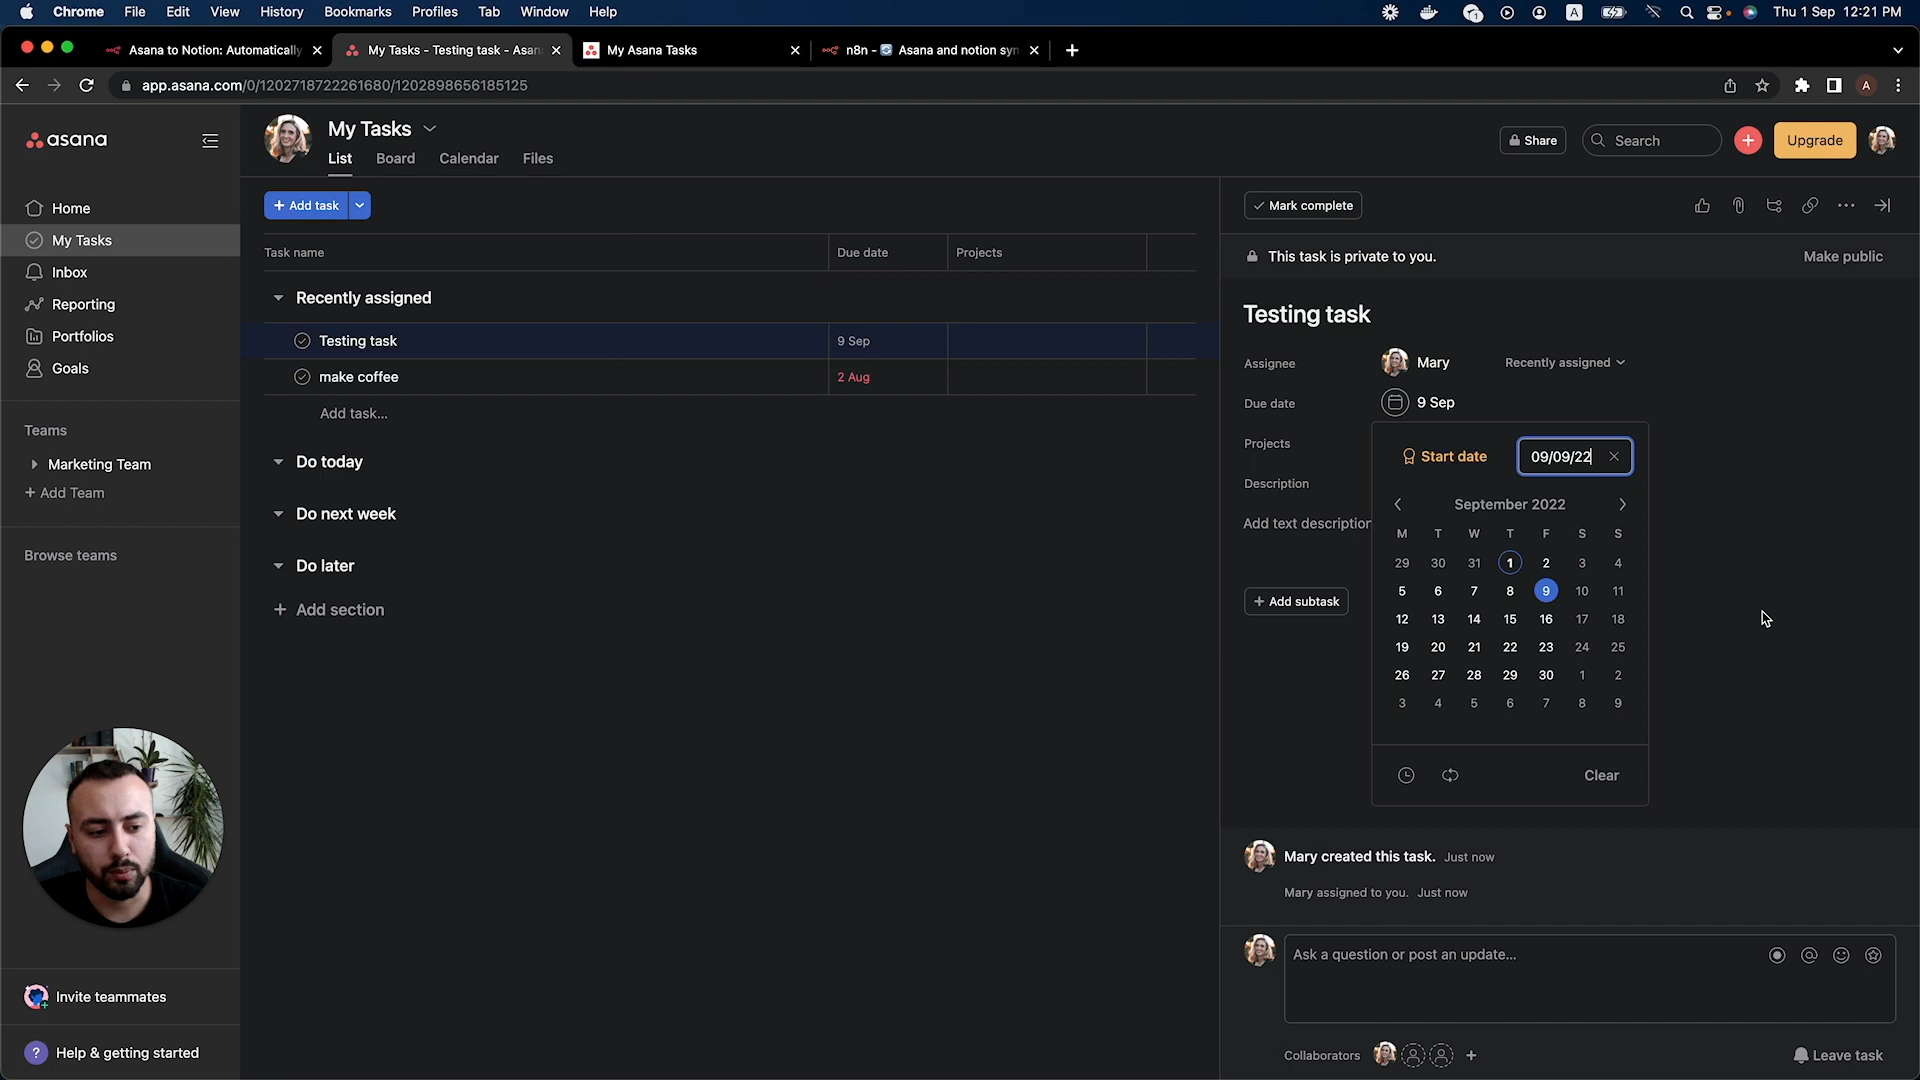 Chrome File Edit View History Bookmarks Profiles Tab Window Help
A Thu 1 Sep 12:21 PM
Asana to Notion: Automatically
My Tasks - Testing task - Asan
My Asana Tasks
n8n - Asana and notion syn
app.asana.com/0/1202718722261680/1202898656185125
A
asana
My Tasks
List Board Calendar Files
Share
Search
Upgrade
Home
My Tasks
Inbox
Reporting
Portfolios
Goals
Teams
Marketing Team
+ Add Team
Browse teams
Invite teammates
? Help & getting started
+ Add task
Task name Due date Projects
Recently assigned
Testing task 9 Sep
make coffee 2 Aug
Add task...
Do today
Do next week
Do later
+ Add section
Mark complete
This task is private to you. Make public
Testing task
Assignee Mary Recently assigned
Due date 9 Sep
Projects
Description
Add text description
+ Add subtask
Start date 09/09/22
September 2022
M T W T F S S
29 30 31 1 2 3 4
5 6 7 8 9 10 11
12 13 14 15 16 17 18
19 20 21 22 23 24 25
26 27 28 29 30 1 2
3 4 5 6 7 8 9
Clear
Mary created this task. Just now
Mary assigned to you. Just now
Ask a question or post an update...
Collaborators
Leave task